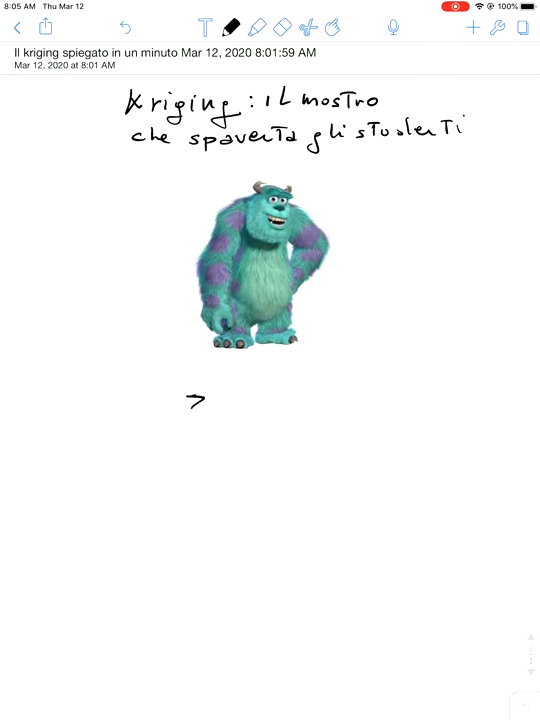 8:05 AM Thu Mar 12
100%
Il kriging spiegato in un minuto Mar 12, 2020 8:01:59 AM
Mar 12, 2020 at 8:01 AM
Kriging: il mostro
che spaventa gli studenti
>